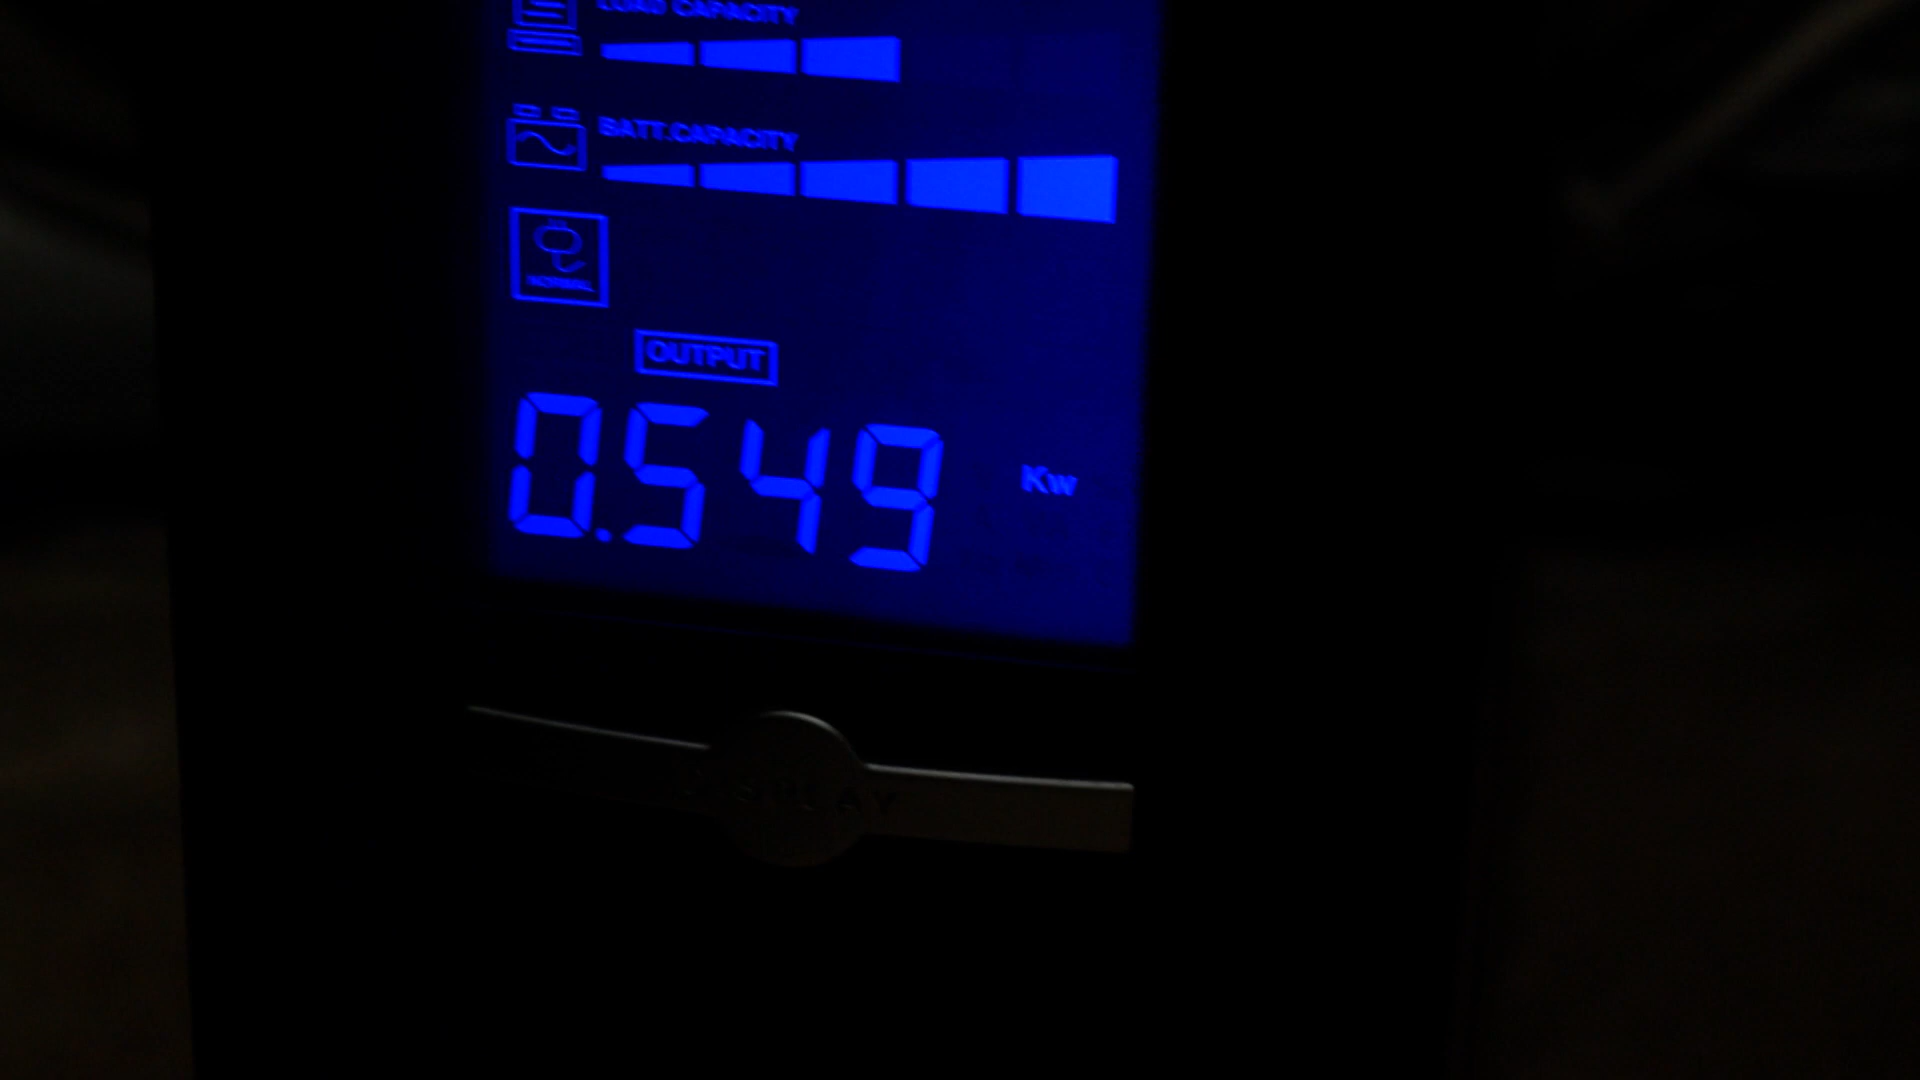 LOAD CAPACITY
BATT.CAPACITY
NORMAL
OUTPUT
0.549 Kw